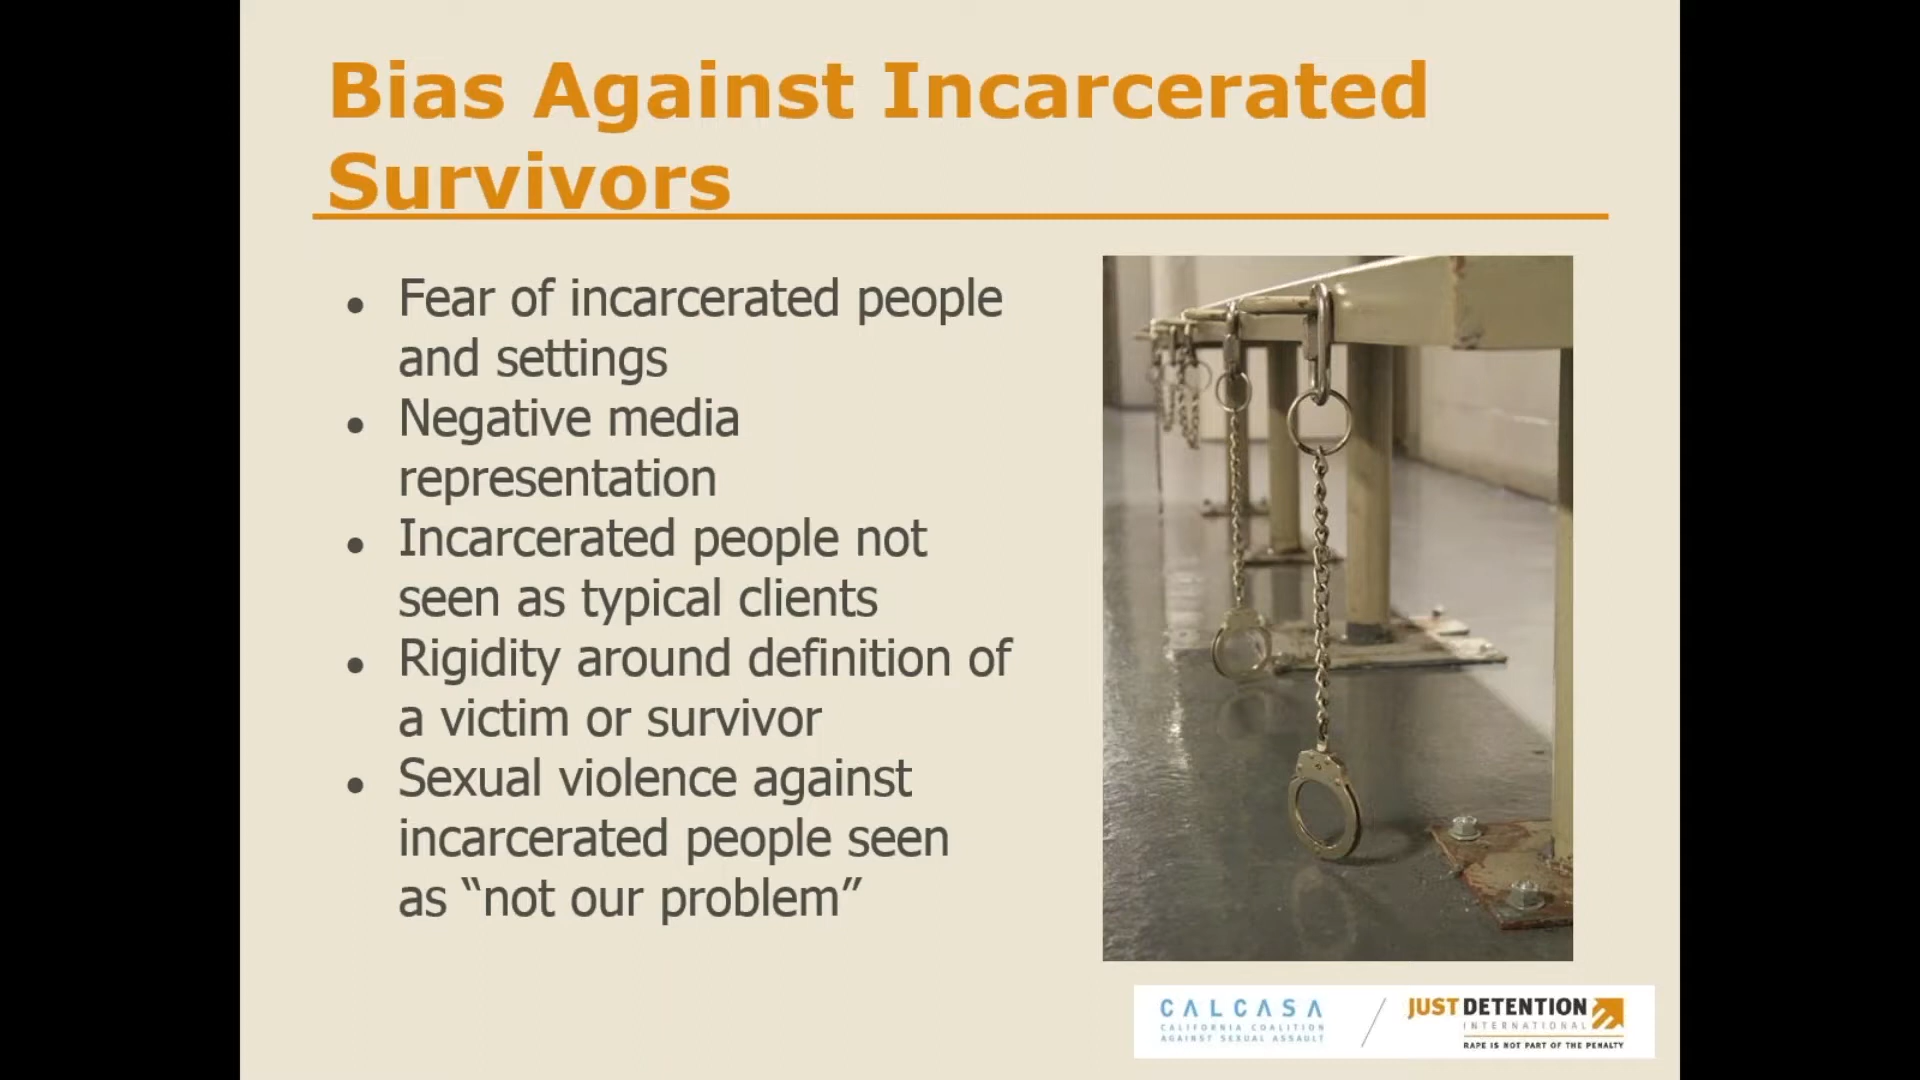 Bias Against Incarcerated
Survivors
• Fear of incarcerated people
and settings
• Negative media
representation
• Incarcerated people not
seen as typical clients
• Rigidity around definition of
a victim or survivor
• Sexual violence against
incarcerated people seen
as “not our problem”
CALCASA
CALIFORNIA COALITION
AGAINST SEXUAL ASSAULT
JUST DETENTION
INTERNATIONAL
RAPE IS NOT PART OF THE PENALTY